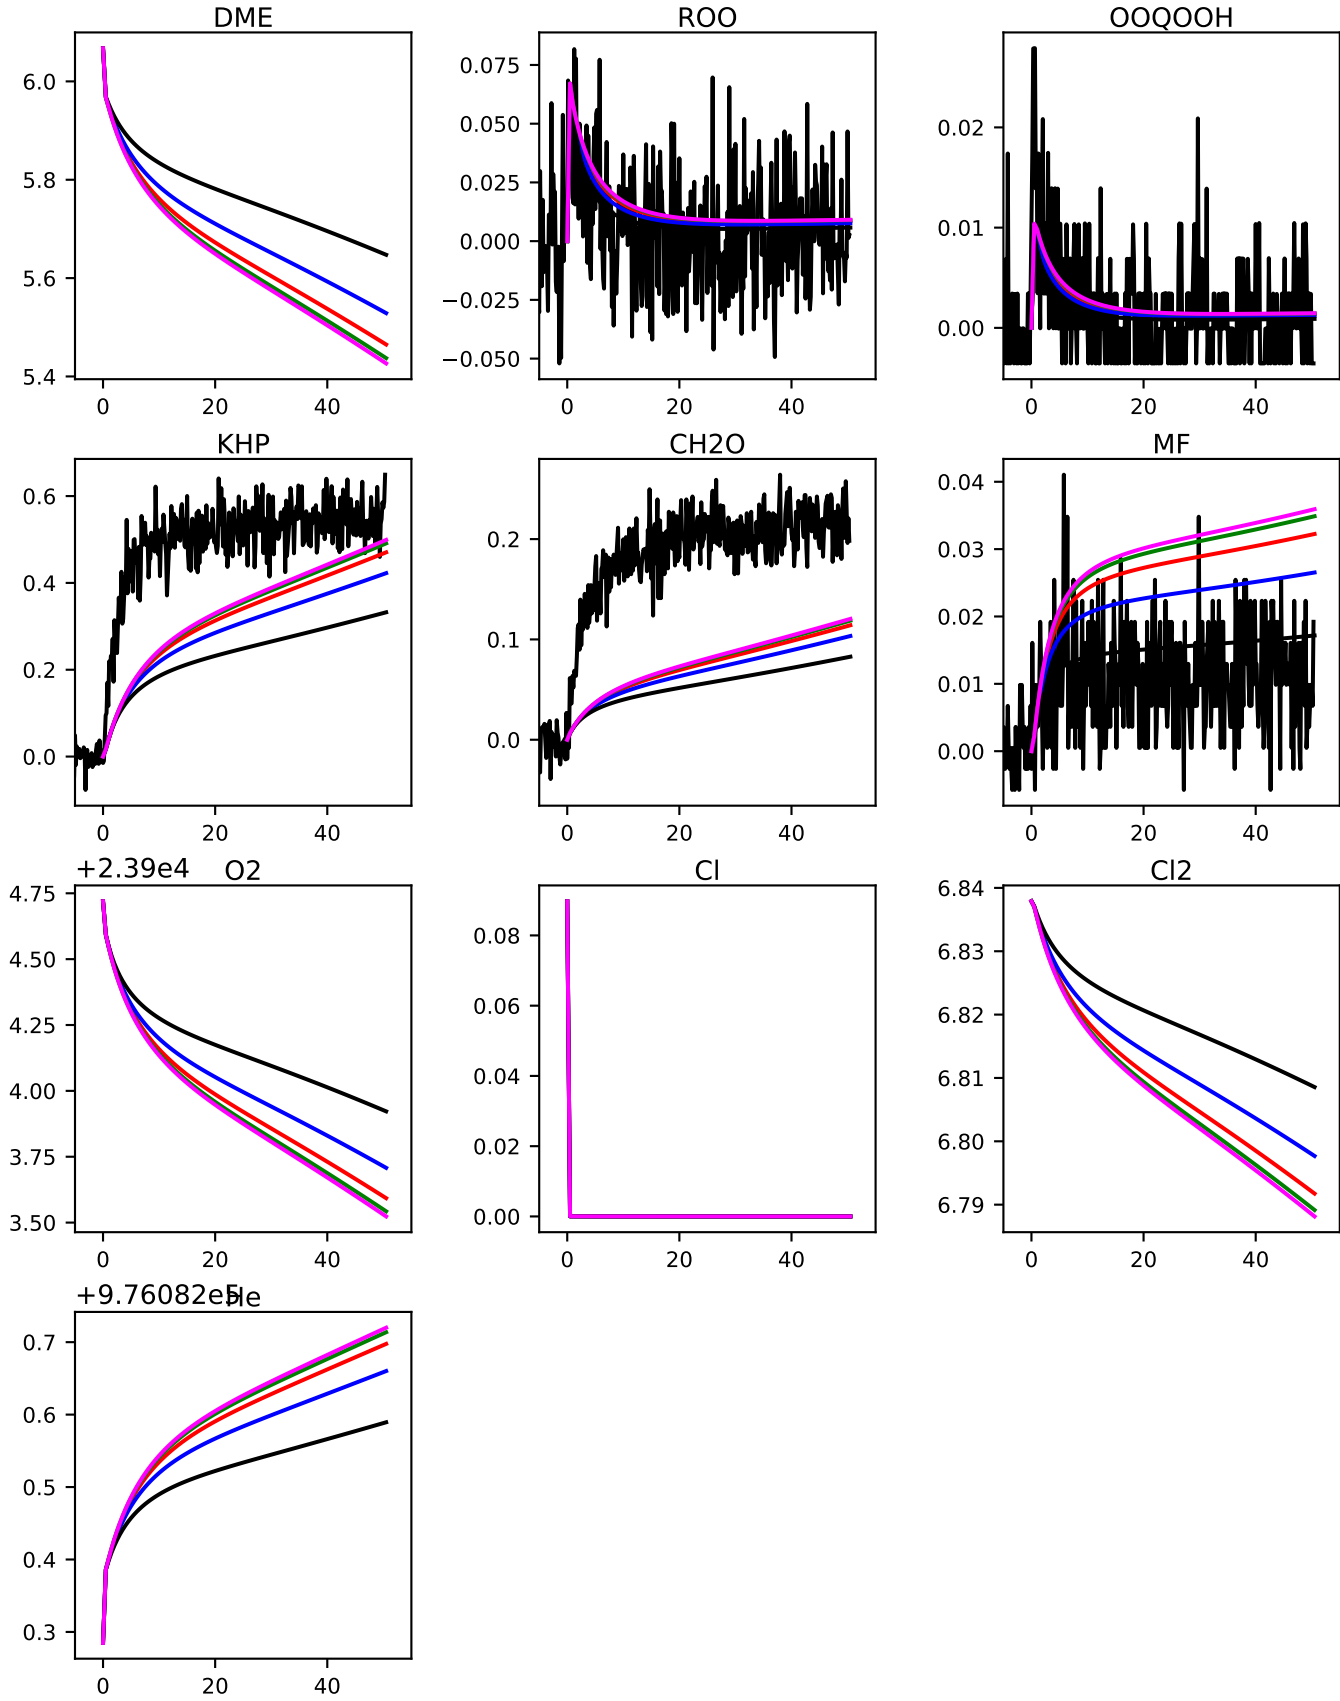 DME ROO OOQOOH
6.0 0.075
5.8 0.050 0.02
5.6 0.025 0.01
5.4 0.000 0.00
−0.025
−0.050
0 20 40 0 20 40 0 20 40
KHP CH2O MF
0.6 0.2 0.04
0.4 0.1 0.03
0.2 0.0 0.02
0.0 0.01
0.00
0 20 40 0 20 40 0 20 40
+2.39e4 O2 Cl Cl2
4.75 0.08 6.84
4.50 0.06 6.83
4.25 0.04 6.82
4.00 0.02 6.81
3.75 0.00 6.80
3.50 6.79
0 20 40 0 20 40 0 20 40
+9.76082e5 He
0.7
0.6
0.5
0.4
0.3
0 20 40